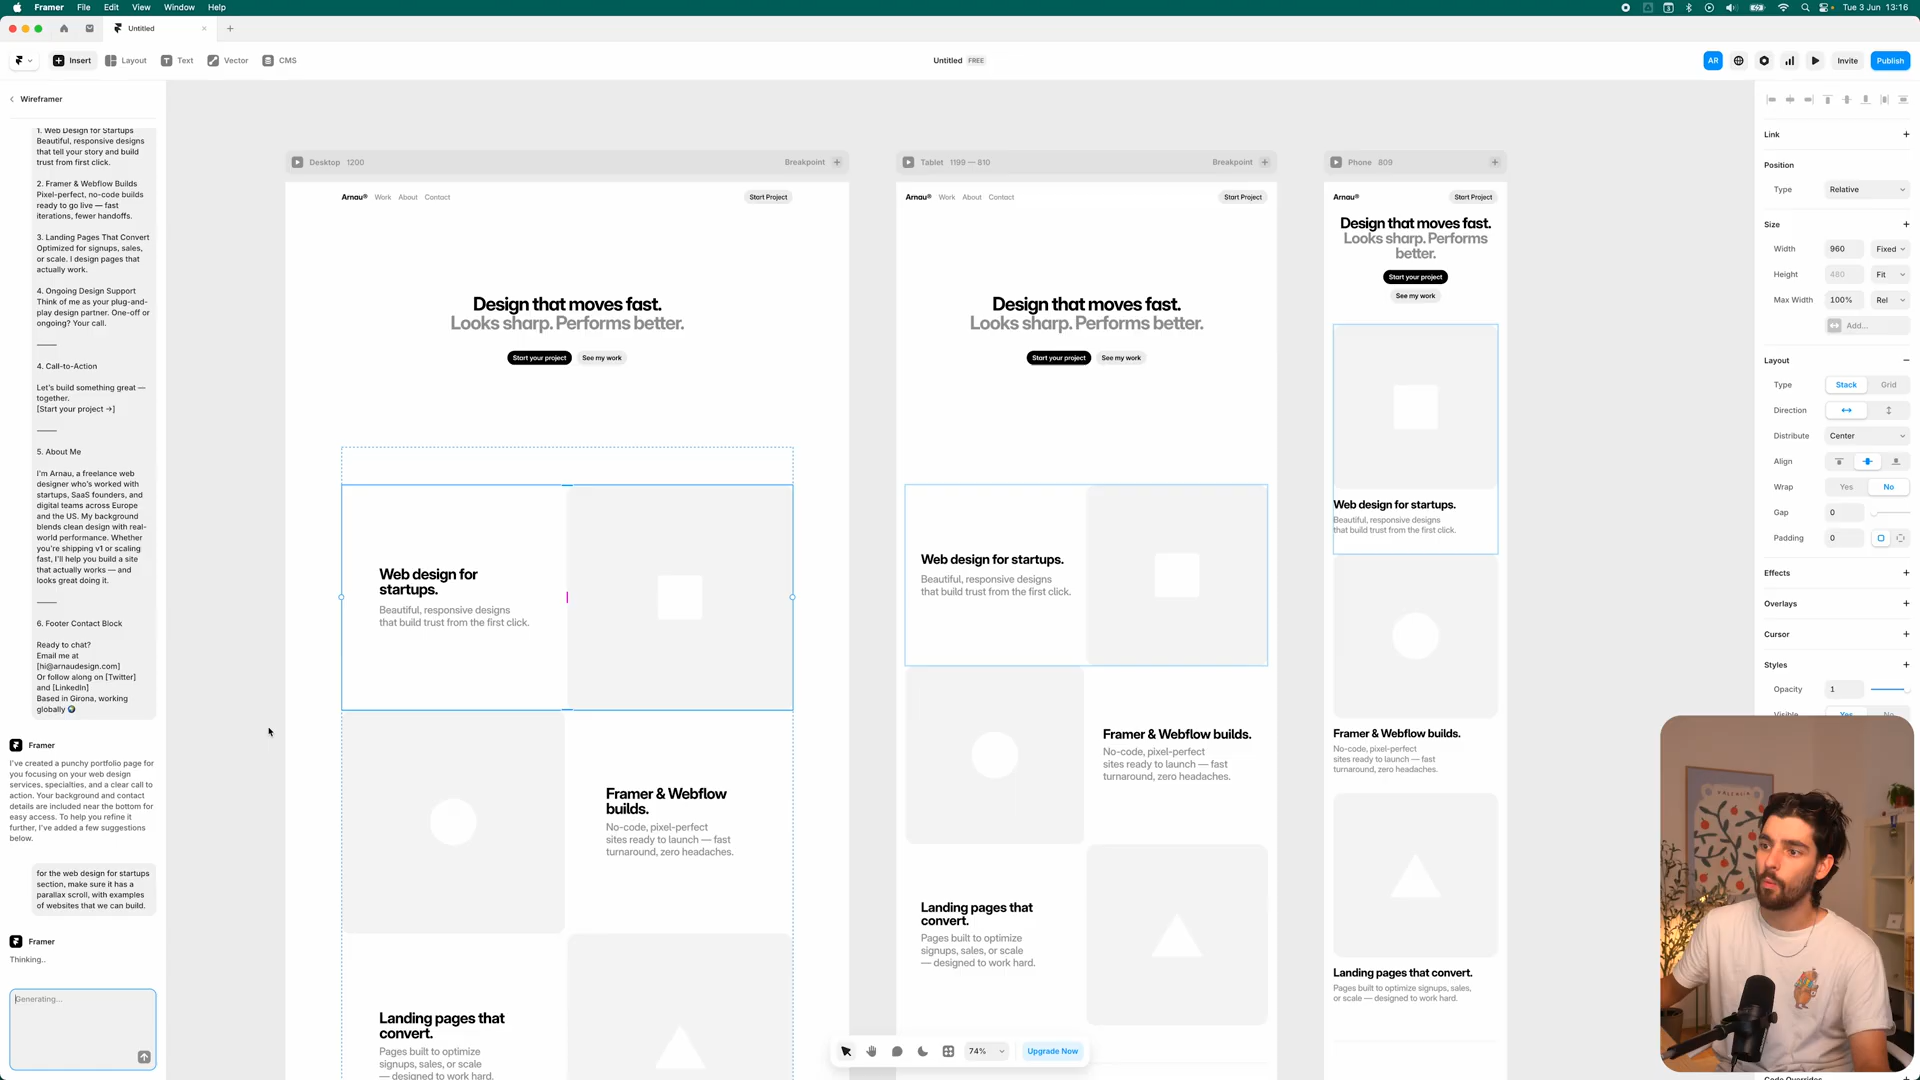 Framer File Edit View Window Help
Tue 3 Jun 13:16
Untitled
Insert Layout Text Vector CMS
Untitled FREE
AR Invite Publish
Wireframer
1. Web Design for Startups
Beautiful, responsive designs
that tell your story and build
trust from first click.
2. Framer & Webflow Builds
Pixel-perfect, no-code builds
ready to go live — fast
iterations, fewer handoffs.
3. Landing Pages That Convert
Optimized for signups, sales,
or scale. I design pages that
actually work.
4. Ongoing Design Support
Think of me as your plug-and-
play design partner. One-off or
ongoing? Your call.
4. Call-to-Action
Let's build something great —
together.
[Start your project →]
5. About Me
I'm Arnau, a freelance web
designer who's worked with
startups, SaaS founders, and
digital teams across Europe
and the US. My background
blends clean design with real-
world performance. Whether
you're shipping v1 or scaling
fast, I'll help you build a site
that actually works — and
looks great doing it.
6. Footer Contact Block
Ready to chat?
Email me at
[hi@arnaudesign.com]
Or follow along on [Twitter]
and [LinkedIn]
Based in Girona, working
globally 🌍
Framer
I've created a punchy portfolio page for
you focusing on your web design
services, specialties, and a clear call to
action. Your background and contact
details are included near the bottom for
easy access. To help you refine it
further, I've added a few suggestions
below.
for the web design for startups
section, make sure it has a
parallax scroll, with examples
of websites that we can build.
Framer
Thinking..
Generating...
Desktop 1200 Breakpoint
Arnau® Work About Contact Start Project
Design that moves fast.
Looks sharp. Performs better.
Start your project See my work
Web design for
startups.
Beautiful, responsive designs
that build trust from the first click.
Framer & Webflow
builds.
No-code, pixel-perfect
sites ready to launch — fast
turnaround, zero headaches.
Landing pages that
convert.
Pages built to optimize
signups, sales, or scale
— designed to work hard.
Tablet 1199 — 810 Breakpoint
Arnau® Work About Contact Start Project
Design that moves fast.
Looks sharp. Performs better.
Start your project See my work
Web design for startups.
Beautiful, responsive designs
that build trust from the first click.
Framer & Webflow builds.
No-code, pixel-perfect
sites ready to launch — fast
turnaround, zero headaches.
Landing pages that
convert.
Pages built to optimize
signups, sales, or scale
— designed to work hard.
Phone 809
Arnau® Start Project
Design that moves fast.
Looks sharp. Performs
better.
Start your project
See my work
Web design for startups.
Beautiful, responsive designs
that build trust from the first click.
Framer & Webflow builds.
No-code, pixel-perfect
sites ready to launch — fast
turnaround, zero headaches.
Landing pages that convert.
Pages built to optimize signups, sales,
or scale — designed to work hard.
74% Upgrade Now
Link
Position
Type Relative
Size
Width 960 Fixed
Height 480 Fit
Max Width 100% Rel
Add...
Layout
Type Stack Grid
Direction
Distribute Center
Align
Wrap Yes No
Gap 0
Padding 0
Effects
Overlays
Cursor
Styles
Opacity 1
Visible Yes No
VALENCIA
Code Overrides